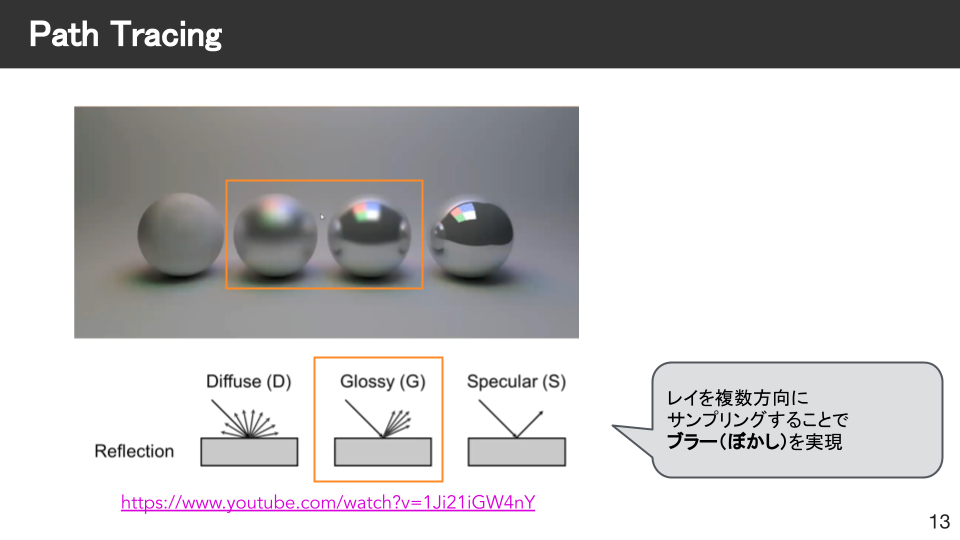 Path Tracing
Diffuse (D)
Glossy (G)
Specular (S)
Reflection
レイを複数方向に
サンプリングすることで
ブラー（ぼかし）を実現
https://www.youtube.com/watch?v=1Ji21iGW4nY
13